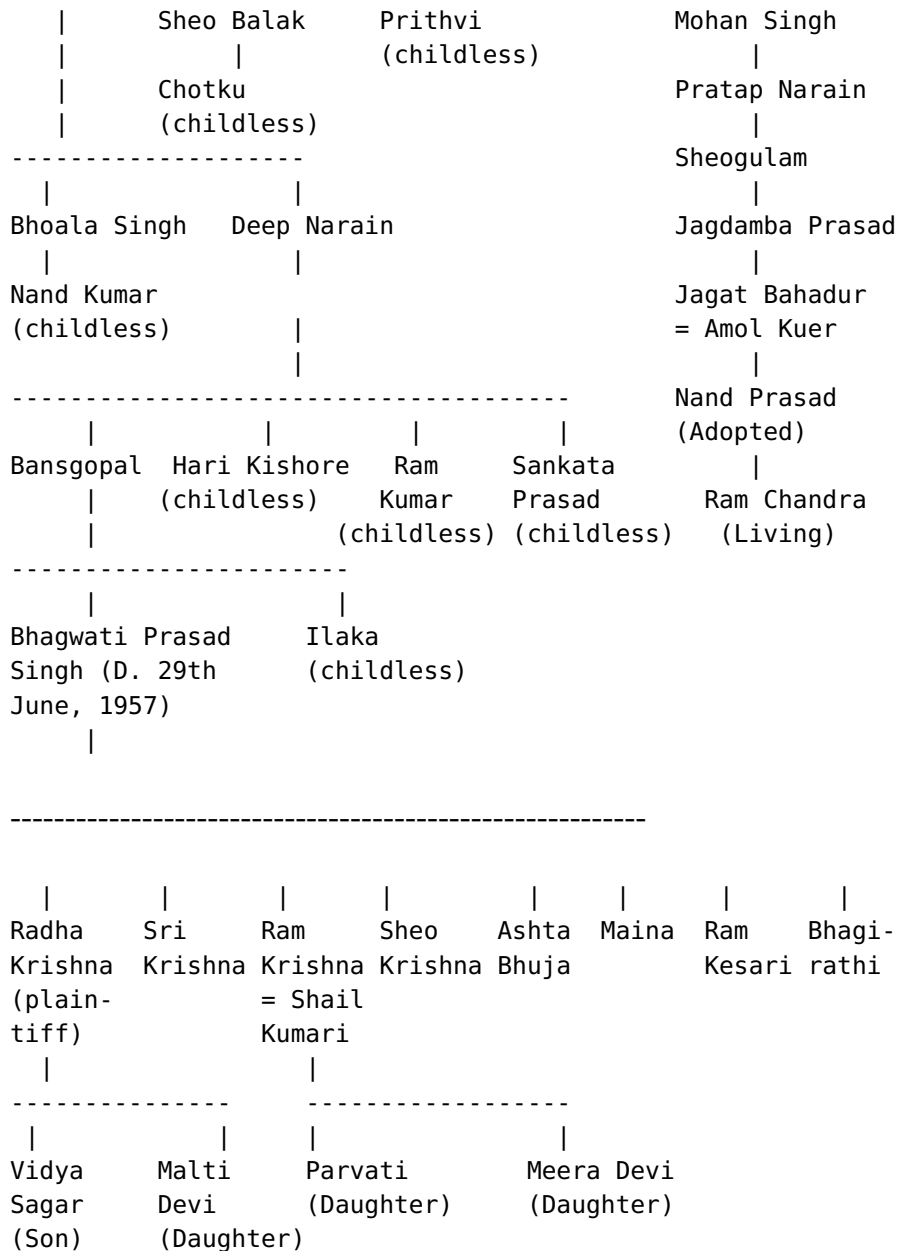 |      Sheo Balak     Prithvi             Mohan Singh
   |           |         (childless)              |
   |      Chotku                             Pratap Narain
   |      (childless)                             |
--------------------                         Sheogulam
  |                |                              |
Bhoala Singh   Deep Narain                   Jagdamba Prasad
  |                |                              |
Nand Kumar                                   Jagat Bahadur
(childless)        |                         = Amol Kuer
                   |                              |
--------------------------------------       Nand Prasad
     |           |         |         |       (Adopted)
Bansgopal  Hari Kishore   Ram     Sankata         |
     |    (childless)    Kumar    Prasad       Ram Chandra
     |                (childless) (childless)   (Living)
-----------------------
     |                |
Bhagwati Prasad     Ilaka
Singh (D. 29th      (childless)
June, 1957)
     |
----------------------------------------------------------
  |       |       |      |         |     |      |       |
Radha    Sri     Ram     Sheo    Ashta  Maina  Ram    Bhagi-
Krishna  Krishna Krishna Krishna Bhuja         Kesari rathi
(plain-          = Shail
tiff)            Kumari
  |                 |
---------------     ------------------
 |            |     |                |
Vidya     Malti     Parvati        Meera Devi
Sagar     Devi      (Daughter)     (Daughter)
(Son)     (Daughter)